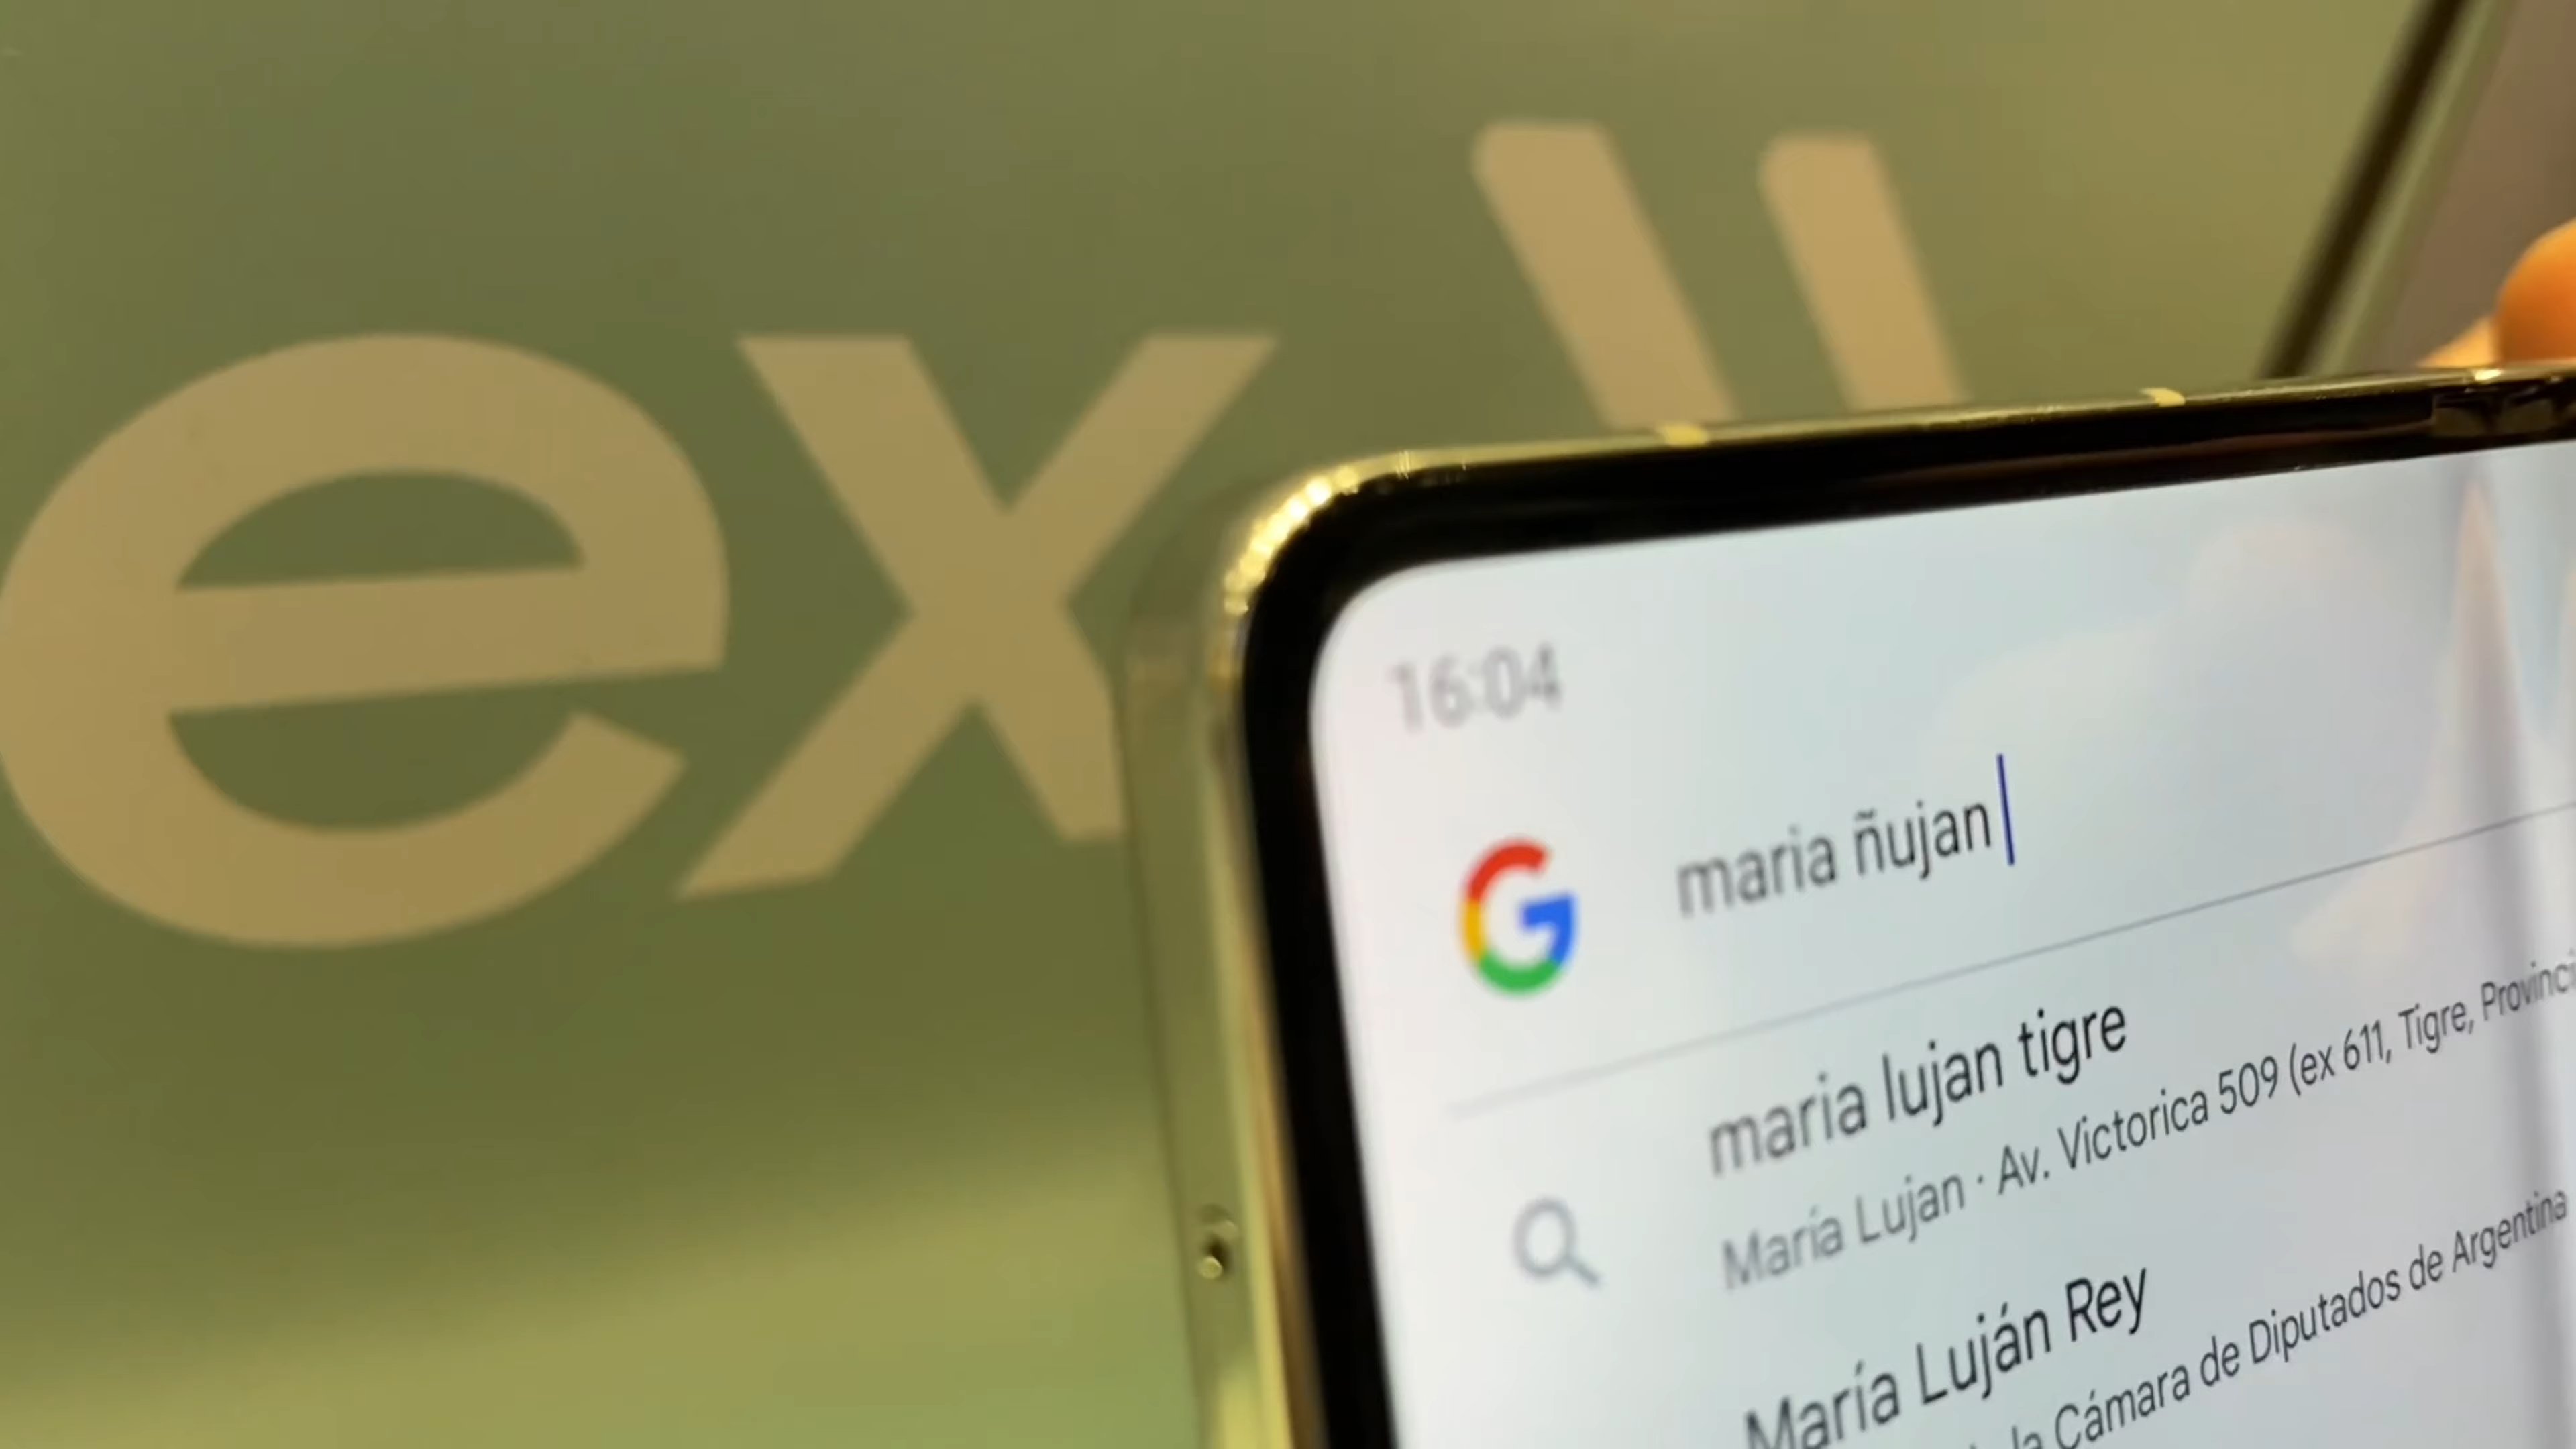 ex
16:04
maria ñujan
maria lujan tigre
María Lujan · Av. Victorica 509 (ex 611, Tigre, Provinci
María Luján Rey
la Cámara de Diputados de Argentina